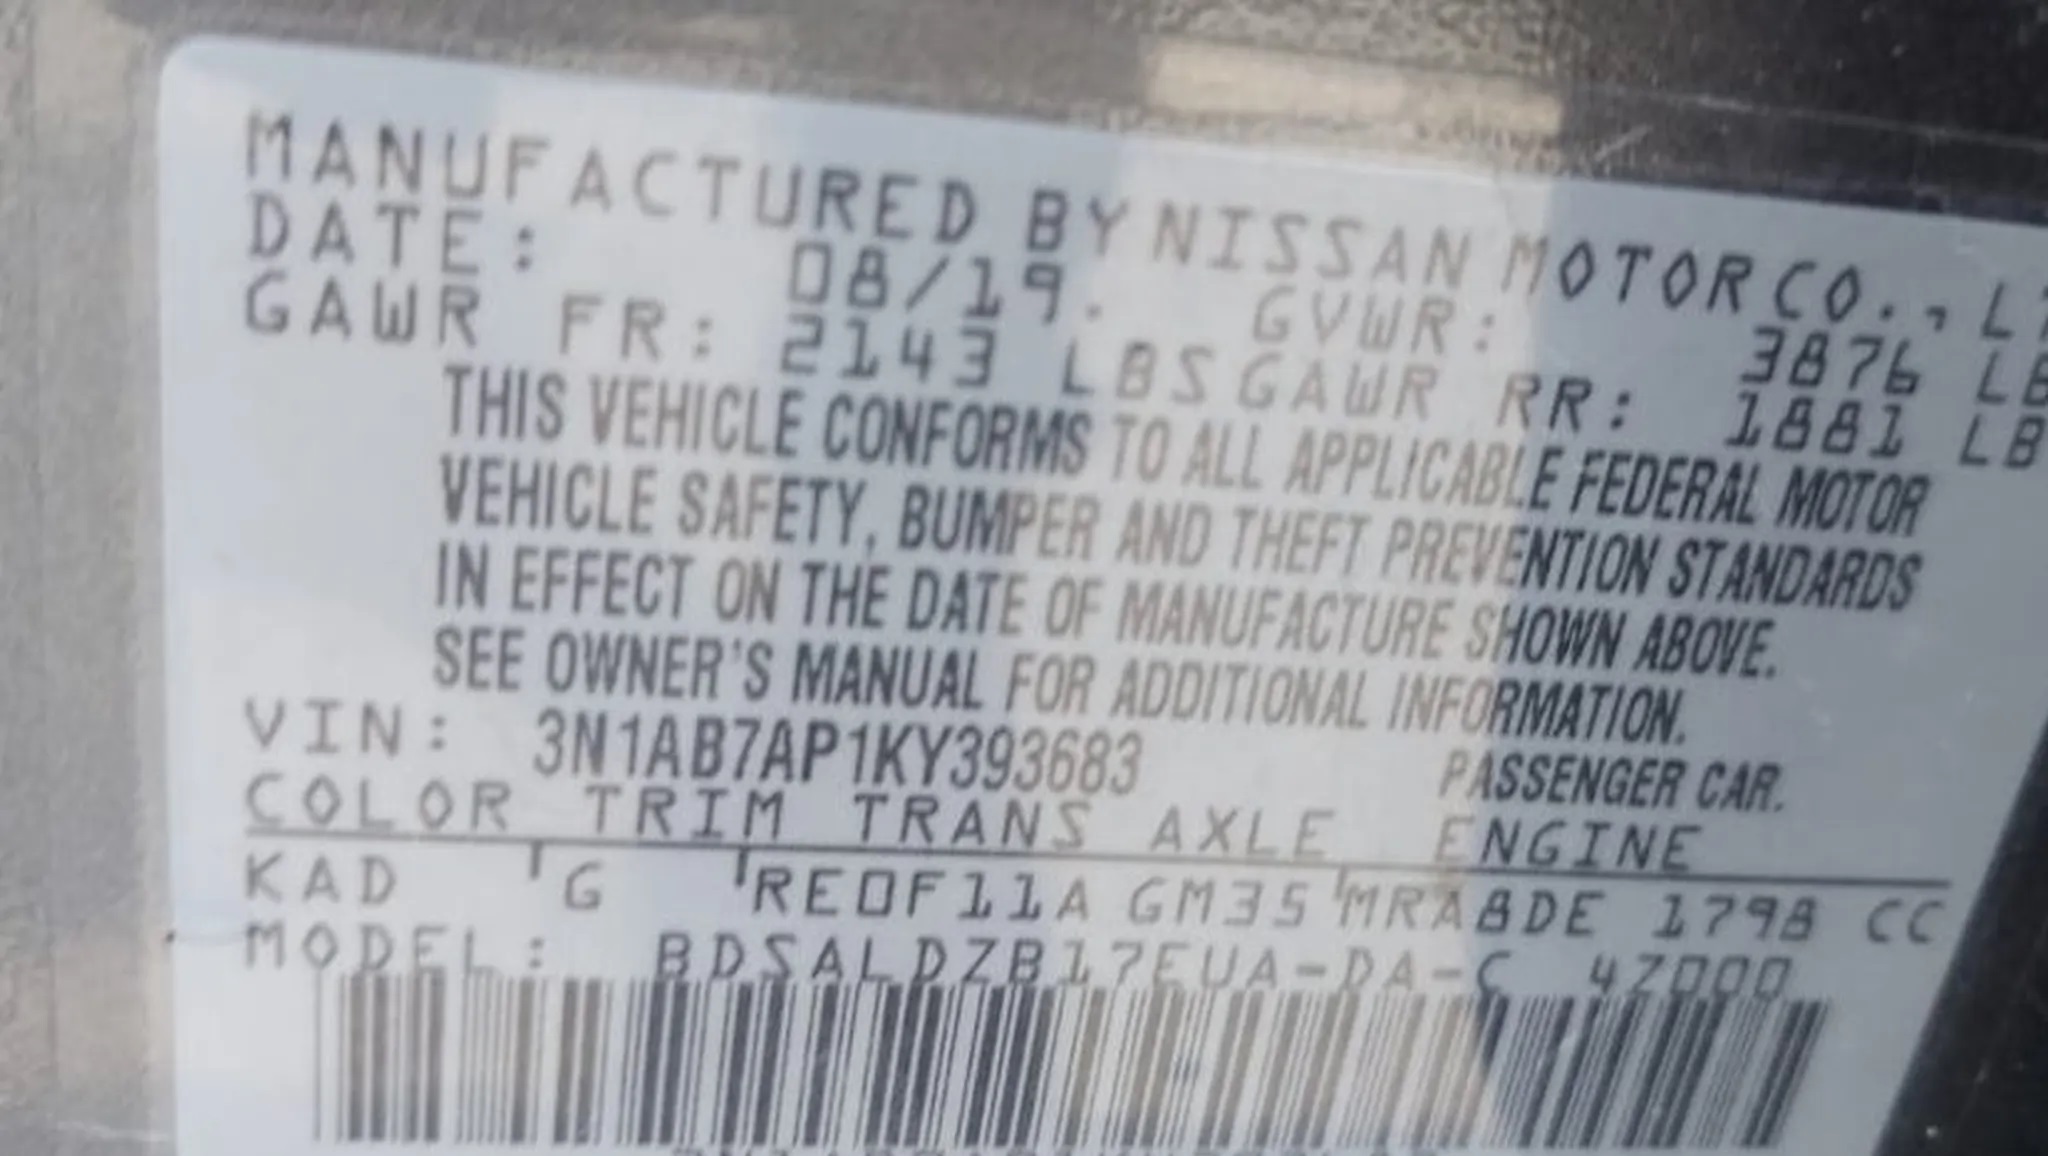 MANUFACTURED BY NISSAN MOTOR CO., LT
DATE: 08/19. GVWR: 3876 LB
GAWR FR: 2143 LBS GAWR RR: 1881 LB
THIS VEHICLE CONFORMS TO ALL APPLICABLE FEDERAL MOTOR
VEHICLE SAFETY, BUMPER AND THEFT PREVENTION STANDARDS
IN EFFECT ON THE DATE OF MANUFACTURE SHOWN ABOVE.
SEE OWNER'S MANUAL FOR ADDITIONAL INFORMATION.
VIN: 3N1AB7AP1KY393683 PASSENGER CAR.
COLOR TRIM TRANS AXLE ENGINE
KAD G RE0F11A GM35 MRA8DE 1798 CC
MODEL: BDSALDZB17EUA-DA-C 4Z000